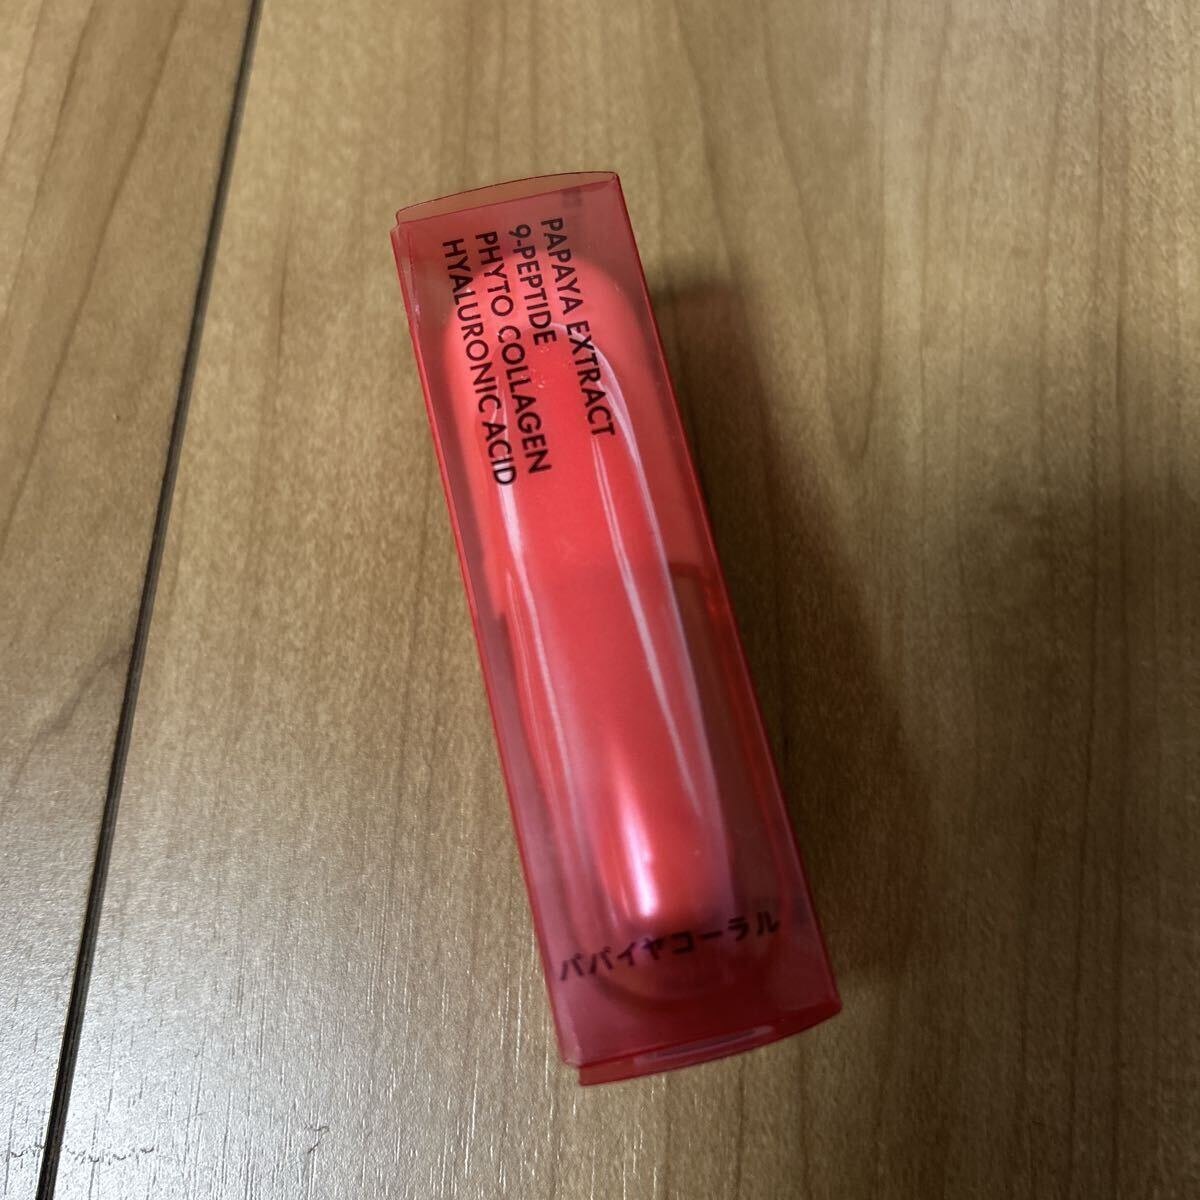 PAPAYA EXTRACT
9-PEPTIDE
PHYTO COLLAGEN
HYALURONIC ACID
パパイヤコーラル